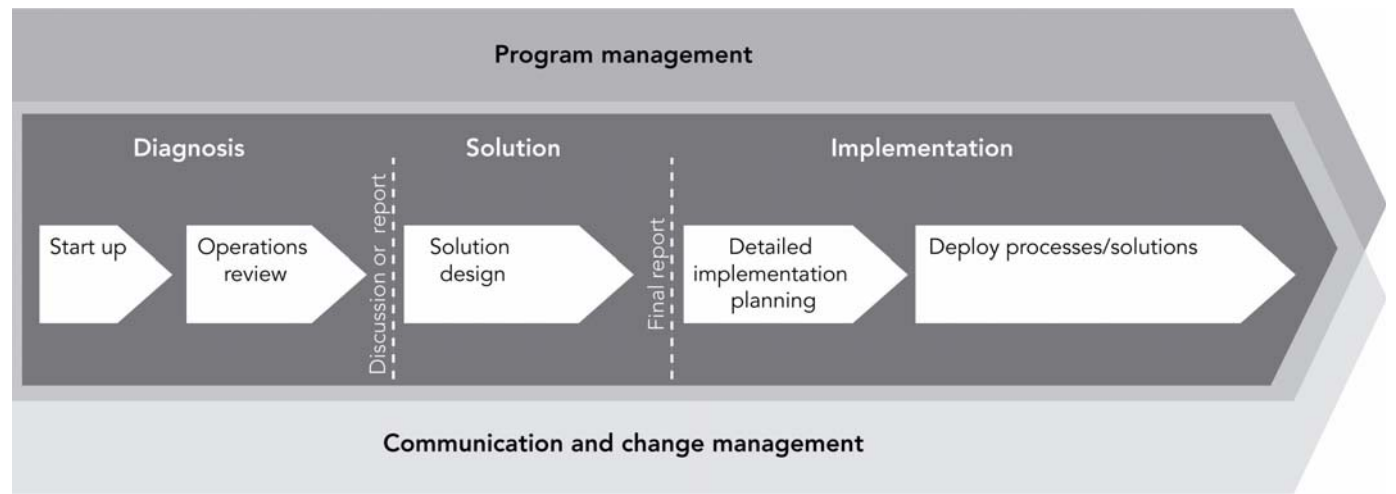 Program management
Diagnosis
Solution
Implementation
Start up
Operations
review
Discussion or report
Solution
design
Final report
Detailed
implementation
planning
Deploy processes/solutions
Communication and change management